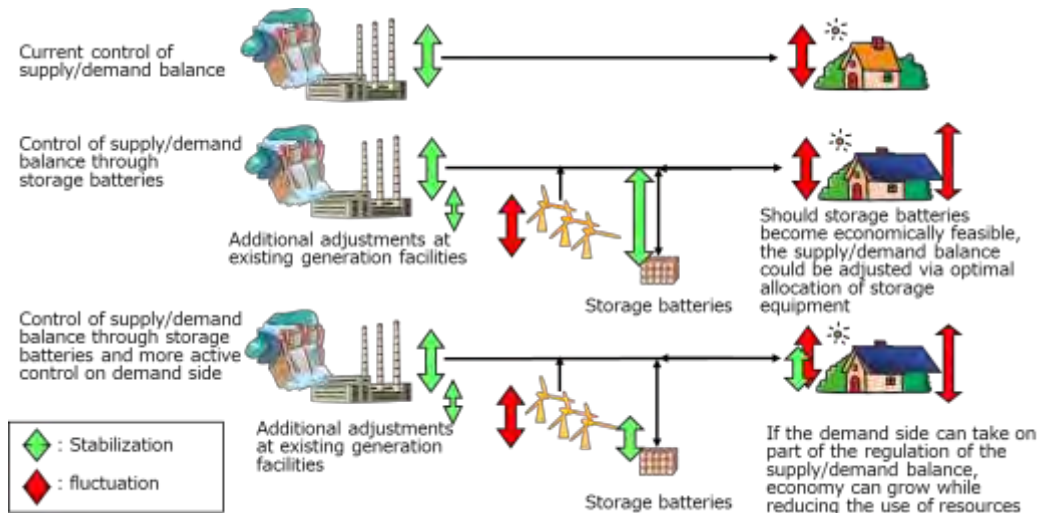 Current control of
supply/demand balance
Control of supply/demand
balance through
storage batteries
Additional adjustments at
existing generation facilities
Storage batteries
Should storage batteries
become economically feasible,
the supply/demand balance
could be adjusted via optimal
allocation of storage
equipment
Control of supply/demand
balance through storage
batteries and more active
control on demand side
Additional adjustments
at existing generation
facilities
Storage batteries
If the demand side can take on
part of the regulation of the
supply/demand balance,
economy can grow while
reducing the use of resources
: Stabilization
: fluctuation